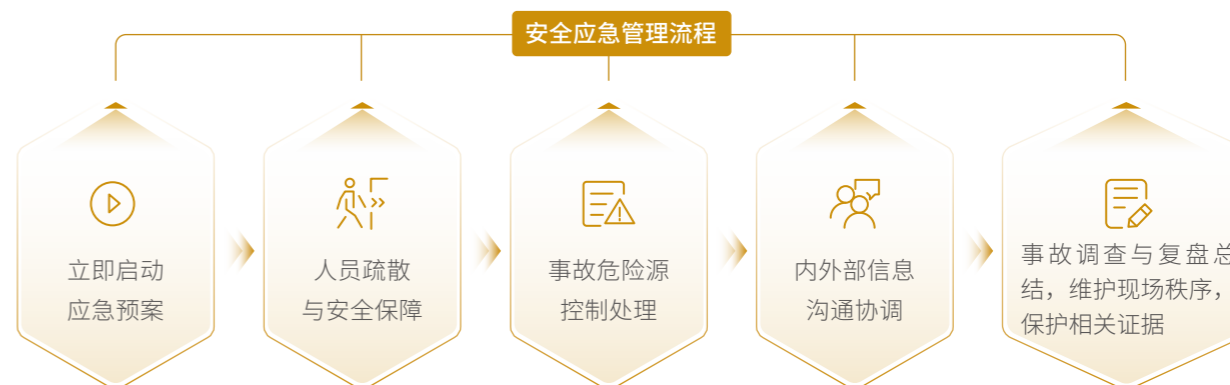 安全应急管理流程
立即启动
应急预案
人员疏散
与安全保障
事故危险源
控制处理
内外部信息
沟通协调
事故调查与复盘总
结，维护现场秩序，
保护相关证据